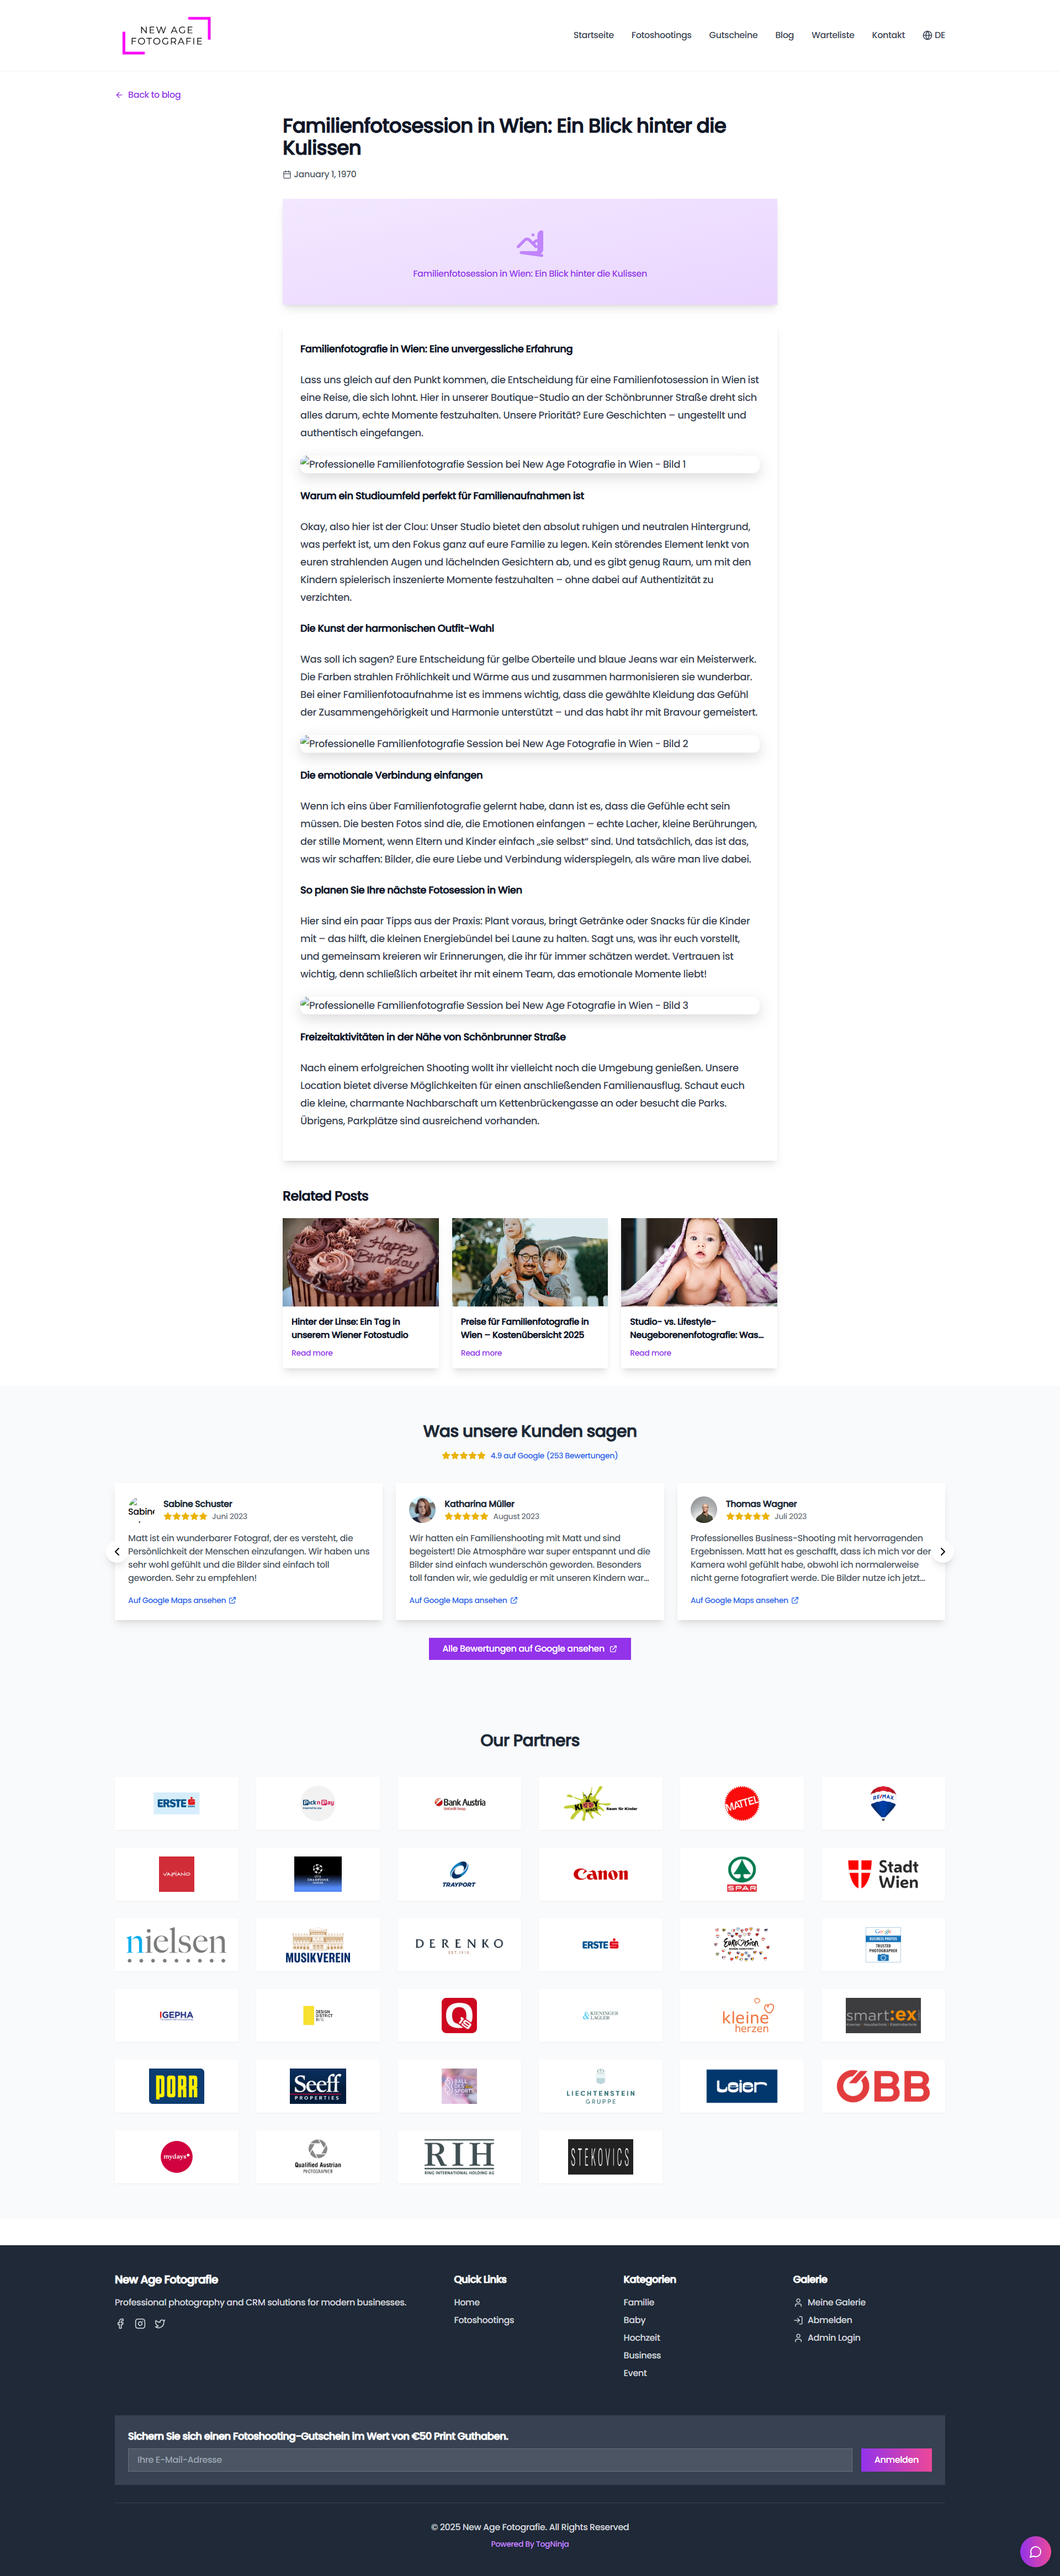 NEW AGE
FOTOGRAFIE
Startseite
Fotoshootings
Gutscheine
Blog
Warteliste
Kontakt
DE
Back to blog
Familienfotosession in Wien: Ein Blick hinter die
Kulissen
January 1, 1970
Familienfotosession in Wien: Ein Blick hinter die Kulissen
Familienfotografie in Wien: Eine unvergessliche Erfahrung
Lass uns gleich auf den Punkt kommen, die Entscheidung für eine Familienfotosession in Wien ist
eine Reise, die sich lohnt. Hier in unserer Boutique-Studio an der Schönbrunner Straße dreht sich
alles darum, echte Momente festzuhalten. Unsere Priorität? Eure Geschichten – ungestellt und
authentisch eingefangen.
Professionelle Familienfotografie Session bei New Age Fotografie in Wien - Bild 1
Warum ein Studioumfeld perfekt für Familienaufnahmen ist
Okay, also hier ist der Clou: Unser Studio bietet den absolut ruhigen und neutralen Hintergrund,
was perfekt ist, um den Fokus ganz auf eure Familie zu legen. Kein störendes Element lenkt von
euren strahlenden Augen und lächelnden Gesichtern ab, und es gibt genug Raum, um mit den
Kindern spielerisch inszenierte Momente festzuhalten – ohne dabei auf Authentizität zu
verzichten.
Die Kunst der harmonischen Outfit-Wahl
Was soll ich sagen? Eure Entscheidung für gelbe Oberteile und blaue Jeans war ein Meisterwerk.
Die Farben strahlen Fröhlichkeit und Wärme aus und zusammen harmonisieren sie wunderbar.
Bei einer Familienfotoaufnahme ist es immens wichtig, dass die gewählte Kleidung das Gefühl
der Zusammengehörigkeit und Harmonie unterstützt – und das habt ihr mit Bravour gemeistert.
Professionelle Familienfotografie Session bei New Age Fotografie in Wien - Bild 2
Die emotionale Verbindung einfangen
Wenn ich eins über Familienfotografie gelernt habe, dann ist es, dass die Gefühle echt sein
müssen. Die besten Fotos sind die, die Emotionen einfangen – echte Lacher, kleine Berührungen,
der stille Moment, wenn Eltern und Kinder einfach „sie selbst“ sind. Und tatsächlich, das ist das,
was wir schaffen: Bilder, die eure Liebe und Verbindung widerspiegeln, als wäre man live dabei.
So planen Sie Ihre nächste Fotosession in Wien
Hier sind ein paar Tipps aus der Praxis: Plant voraus, bringt Getränke oder Snacks für die Kinder
mit – das hilft, die kleinen Energiebündel bei Laune zu halten. Sagt uns, was ihr euch vorstellt,
und gemeinsam kreieren wir Erinnerungen, die ihr für immer schätzen werdet. Vertrauen ist
wichtig, denn schließlich arbeitet ihr mit einem Team, das emotionale Momente liebt!
Professionelle Familienfotografie Session bei New Age Fotografie in Wien - Bild 3
Freizeitaktivitäten in der Nähe von Schönbrunner Straße
Nach einem erfolgreichen Shooting wollt ihr vielleicht noch die Umgebung genießen. Unsere
Location bietet diverse Möglichkeiten für einen anschließenden Familienausflug. Schaut euch
die kleine, charmante Nachbarschaft um Kettenbrückengasse an oder besucht die Parks.
Übrigens, Parkplätze sind ausreichend vorhanden.
Related Posts
Happy
Birthday
Hinter der Linse: Ein Tag in
unserem Wiener Fotostudio
Read more
Preise für Familienfotografie in
Wien – Kostenübersicht 2025
Read more
Studio- vs. Lifestyle-
Neugeborenenfotografie: Was...
Read more
Was unsere Kunden sagen
4.9 auf Google (253 Bewertungen)
Sabine
Sabine Schuster
Juni 2023
Matt ist ein wunderbarer Fotograf, der es versteht, die
Persönlichkeit der Menschen einzufangen. Wir haben uns
sehr wohl gefühlt und die Bilder sind einfach toll
geworden. Sehr zu empfehlen!
Auf Google Maps ansehen
Katharina Müller
August 2023
Wir hatten ein Familienshooting mit Matt und sind
begeistert! Die Atmosphäre war super entspannt und die
Bilder sind einfach wunderschön geworden. Besonders
toll fanden wir, wie geduldig er mit unseren Kindern war...
Auf Google Maps ansehen
Thomas Wagner
Juli 2023
Professionelles Business-Shooting mit hervorragenden
Ergebnissen. Matt hat es geschafft, dass ich mich vor der
Kamera wohl gefühlt habe, obwohl ich normalerweise
nicht gerne fotografiert werde. Die Bilder nutze ich jetzt...
Auf Google Maps ansehen
Alle Bewertungen auf Google ansehen
Our Partners
ERSTE
Pick n Pay
Bank Austria
Raum für Kinder
MATTEL
RE/MAX
VAPIANO
CHAMPIONS
TRAYPORT
Canon
SPAR
Stadt
Wien
nielsen
MUSIKVEREIN
DERENKO
EST.1910
ERSTE
EUROVISION
Google
BUSINESS PHOTOS
TRUSTED
PHOTOGRAPHER
IGEPHA
DESIGN
DISTRICT
KIENINGER
& LAGLER
kleine
herzen
smart:ex
PORR
Seeff
PROPERTIES
LIECHTENSTEIN
GRUPPE
Leier
ÖBB
mydays
Qualified Austrian
PHOTOGRAPHER
RIH
RING INTERNATIONAL HOLDING AG
STEKOVICS
New Age Fotografie
Professional photography and CRM solutions for modern businesses.
Quick Links
Home
Fotoshootings
Kategorien
Familie
Baby
Hochzeit
Business
Event
Galerie
Meine Galerie
Abmelden
Admin Login
Sichern Sie sich einen Fotoshooting-Gutschein im Wert von €50 Print Guthaben.
Ihre E-Mail-Adresse
Anmelden
© 2025 New Age Fotografie. All Rights Reserved
Powered By TogNinja